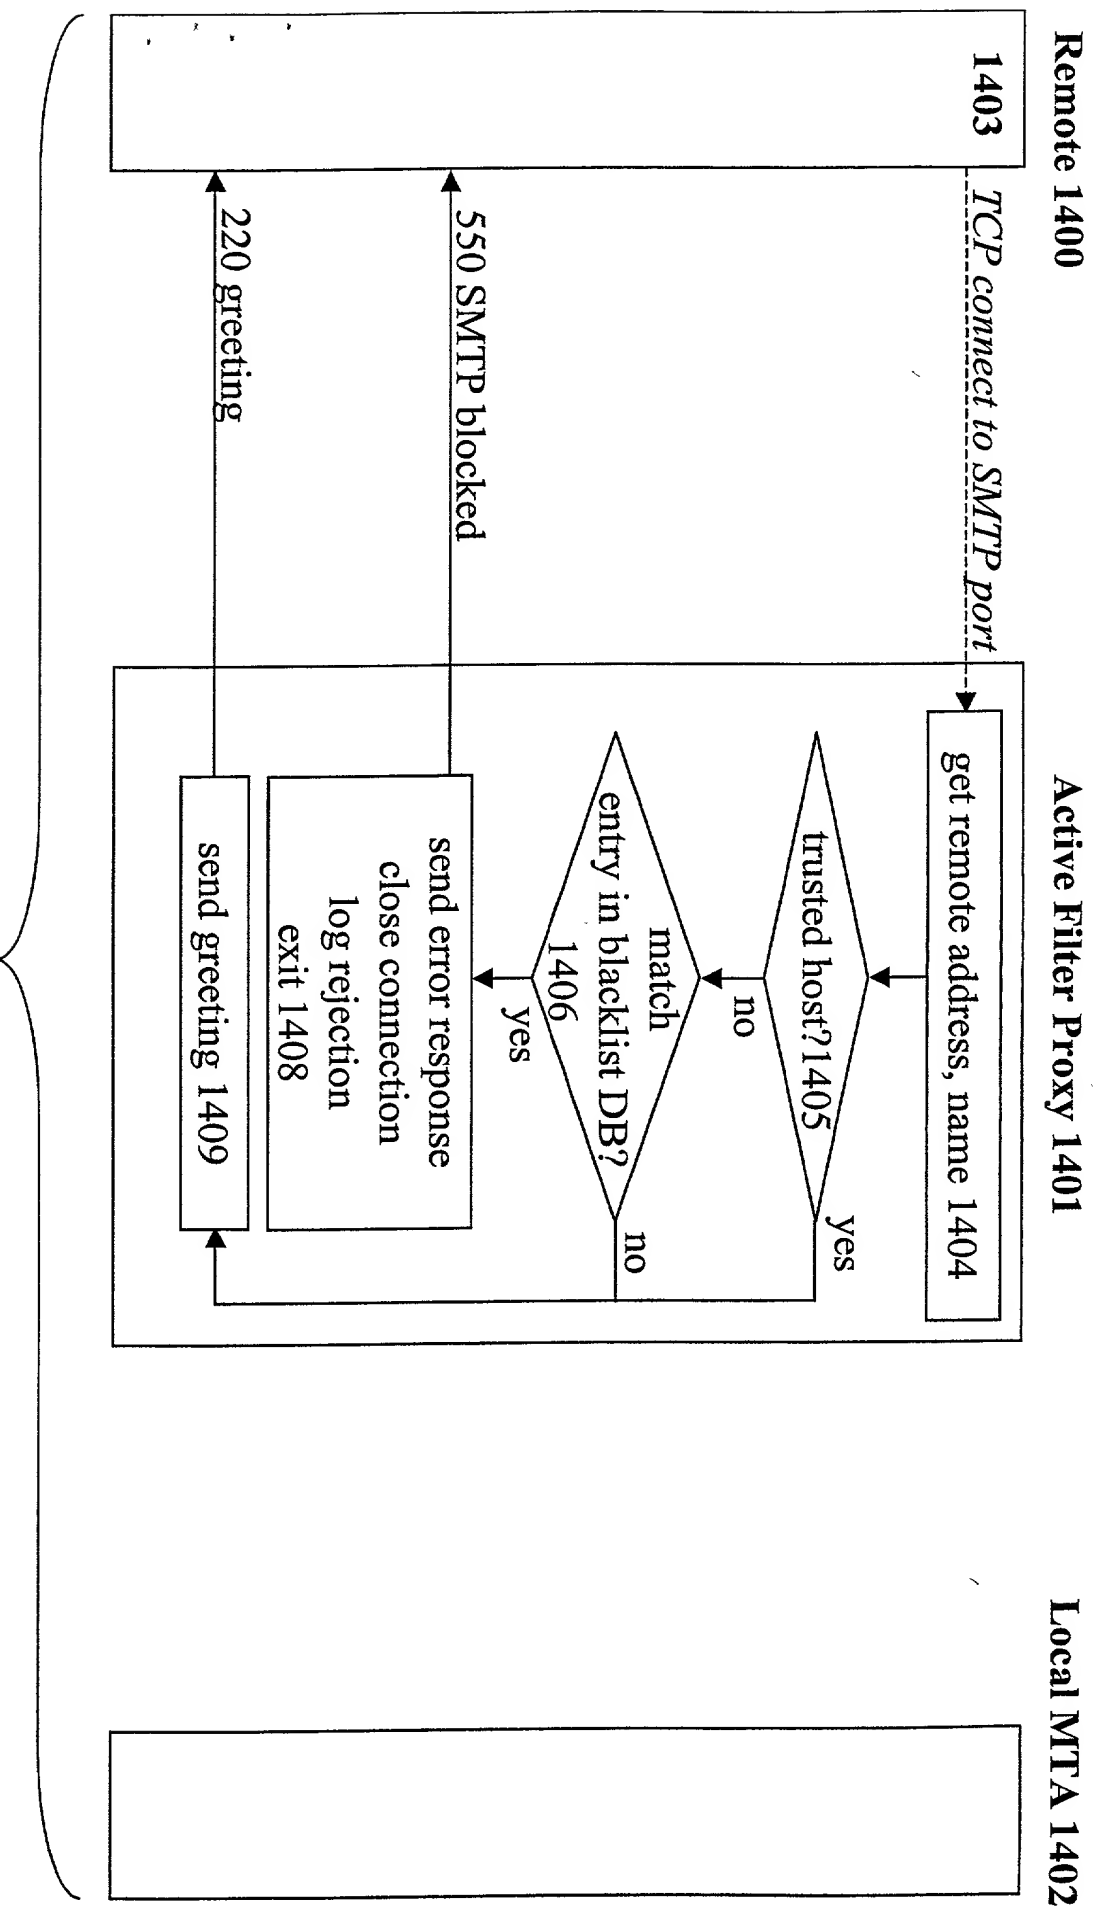 Remote 1400
Active Filter Proxy 1401
Local MTA 1402
1403
TCP connect to SMTP port
get remote address, name 1404
trusted host?1405
yes
no
match
entry in blacklist DB?
1406
no
yes
550 SMTP blocked
send error response
close connection
log rejection
exit 1408
220 greeting
send greeting 1409